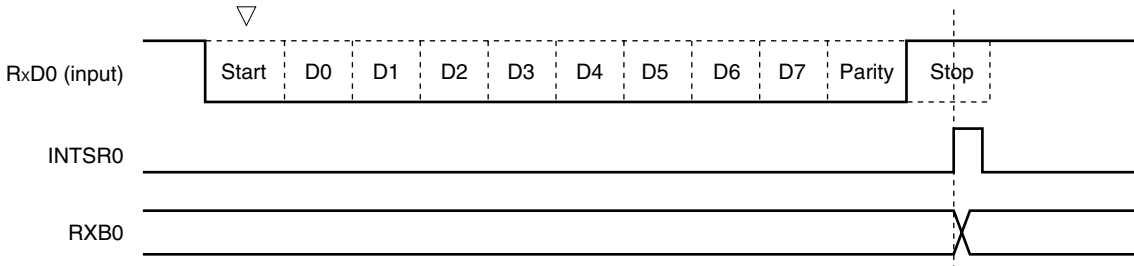 RxD0 (input) Start D0 D1 D2 D3 D4 D5 D6 D7 Parity Stop
INTSR0
RXB0